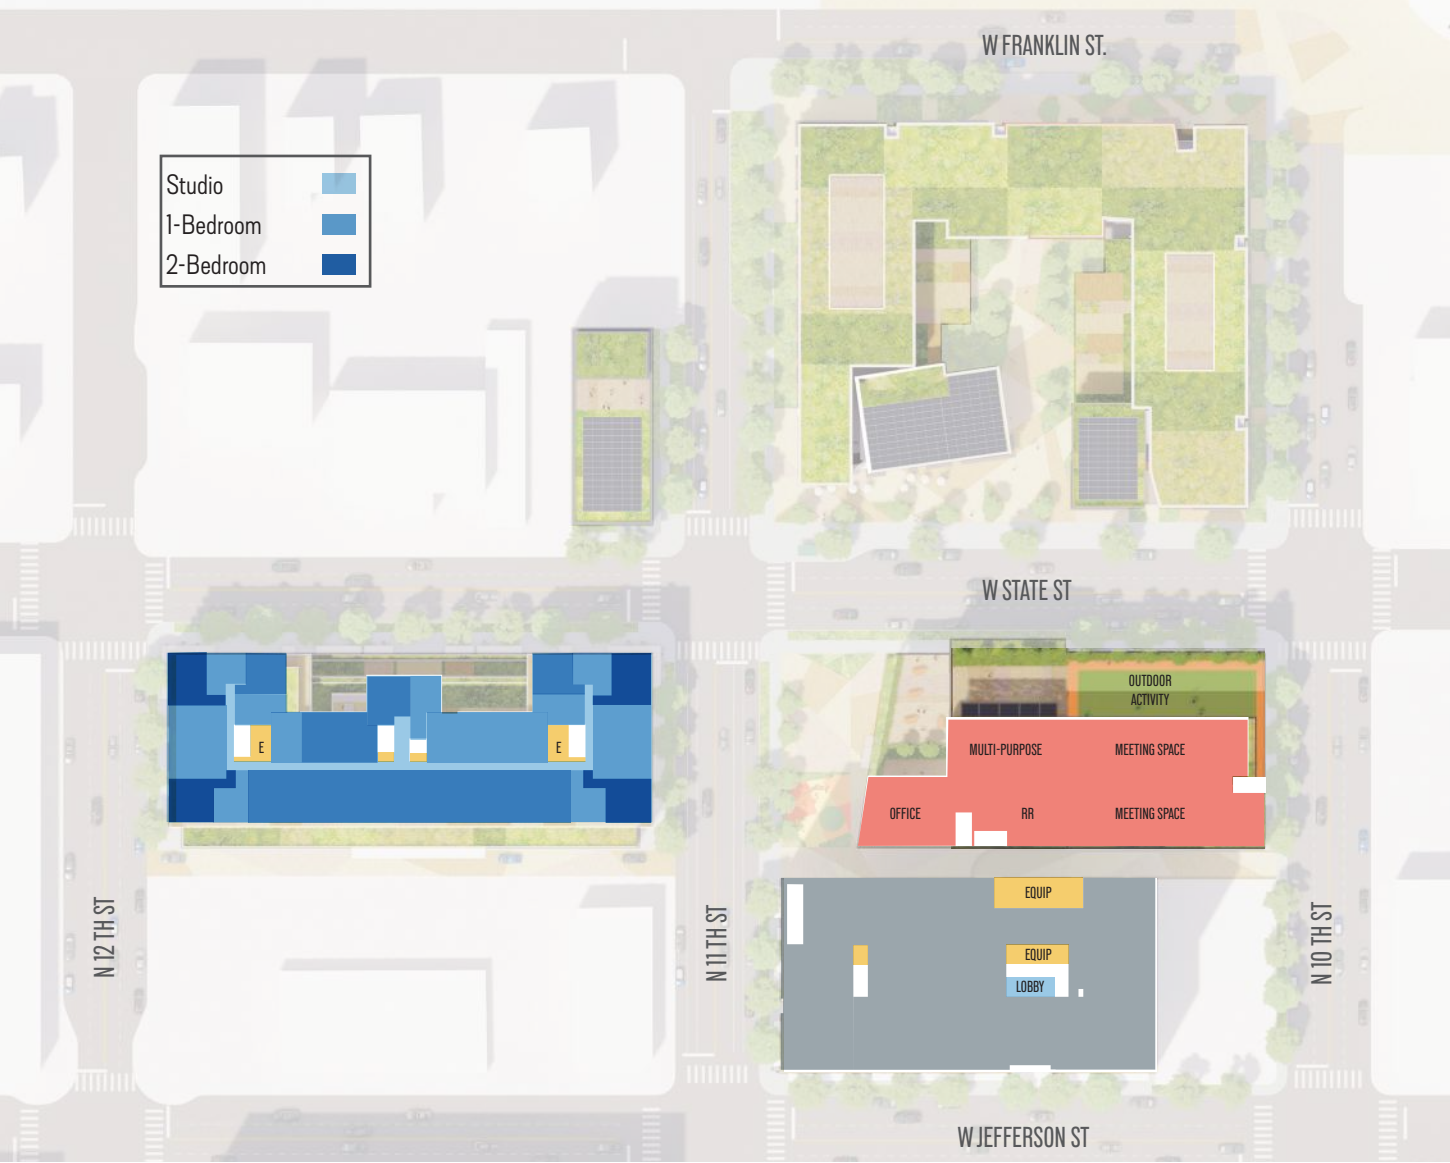 W FRANKLIN ST.
Studio
1-Bedroom
2-Bedroom
W STATE ST
OUTDOOR
ACTIVITY
E
E
MULTI-PURPOSE
MEETING SPACE
OFFICE
RR
MEETING SPACE
EQUIP
EQUIP
LOBBY
N 12 TH ST
N 11 TH ST
N 10 TH ST
W JEFFERSON ST